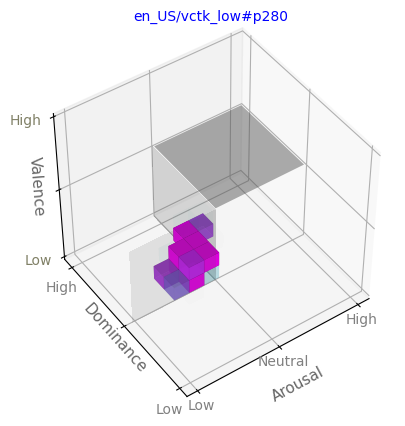 en_US/vctk_low#p280
High
Valence
Low
High
Dominance
Low
Low
Neutral
Arousal
High